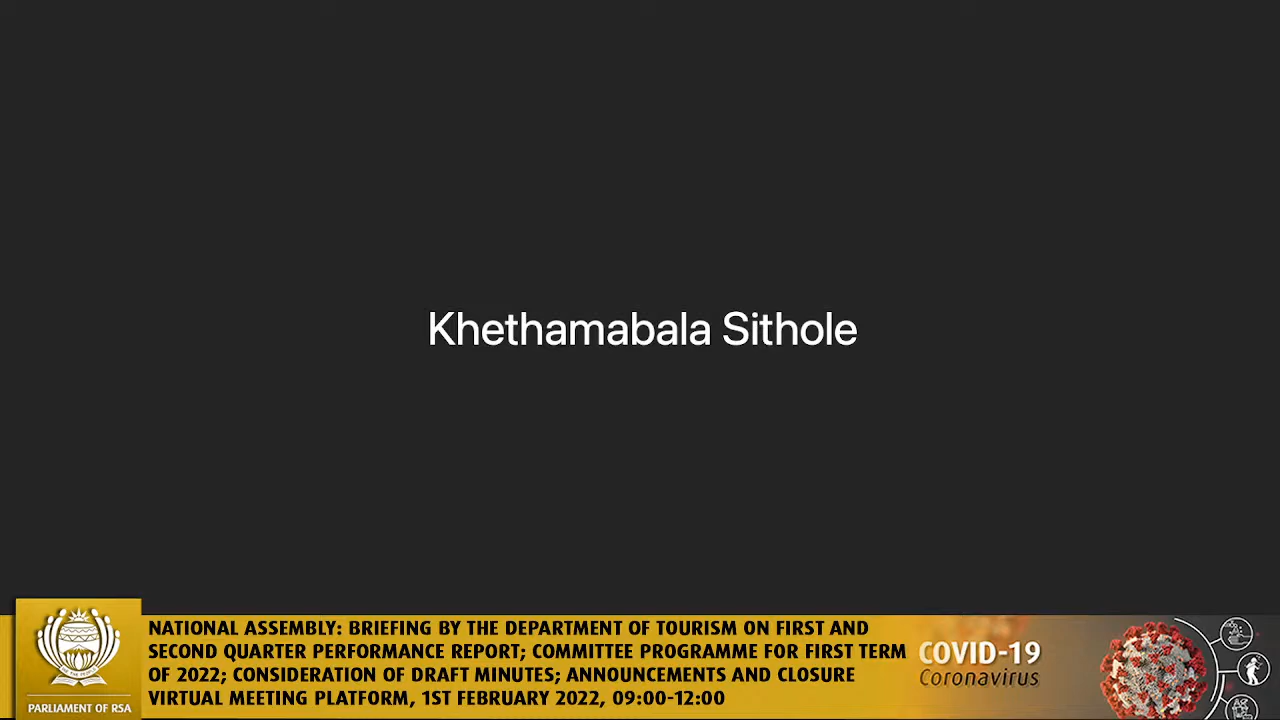 Khethamabala Sithole
NATIONAL ASSEMBLY: BRIEFING BY THE DEPARTMENT OF TOURISM ON FIRST AND
SECOND QUARTER PERFORMANCE REPORT; COMMITTEE PROGRAMME FOR FIRST TERM
OF 2022; CONSIDERATION OF DRAFT MINUTES; ANNOUNCEMENTS AND CLOSURE
VIRTUAL MEETING PLATFORM, 1ST FEBRUARY 2022, 09:00-12:00
PARLIAMENT OF RSA
COVID-19
Coronavirus